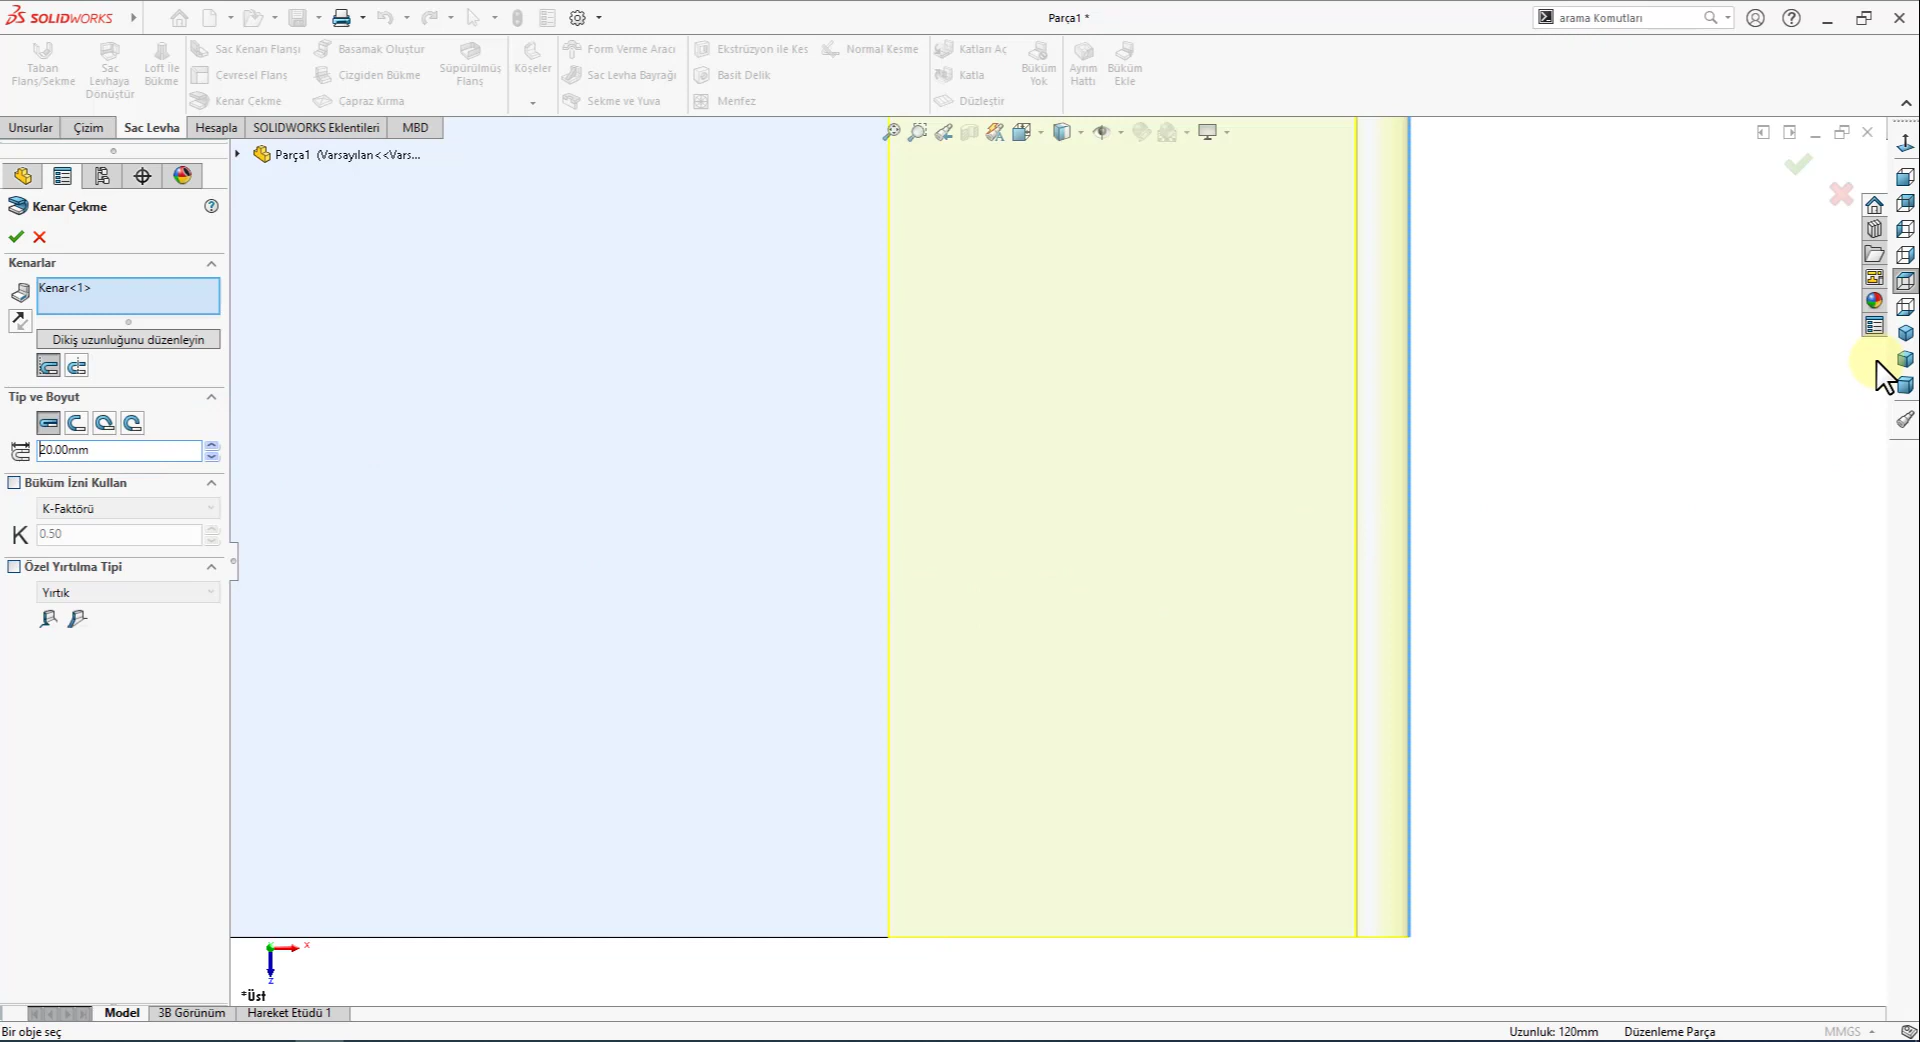 SOLIDWORKS
Parça1 *
arama Komutları
Taban Flanş/Sekme
Sac Levhaya Dönüştür
Loft İle Bükme
Sac Kenarı Flanşı
Çevresel Flanş
Kenar Çekme
Basamak Oluştur
Çizgiden Bükme
Çapraz Kırma
Süpürülmüş Flanş
Köşeler
Form Verme Aracı
Sac Levha Bayrağı
Sekme ve Yuva
Ekstrüzyon ile Kes
Basit Delik
Menfez
Normal Kesme
Katları Aç
Katla
Düzleştir
Büküm Yok
Ayrım Hattı
Büküm Ekle
Unsurlar
Çizim
Sac Levha
Hesapla
SOLIDWORKS Eklentileri
MBD
Parça1 (Varsayılan<<Vars...
Kenar Çekme
Kenarlar
Kenar<1>
Dikiş uzunluğunu düzenleyin
Tip ve Boyut
20.00mm
Büküm İzni Kullan
K-Faktörü
K
0.50
Özel Yırtılma Tipi
Yırtık
x
z
*Üst
Model
3B Görünüm
Hareket Etüdü 1
Bir obje seç
Uzunluk: 120mm
Düzenleme Parça
MMGS